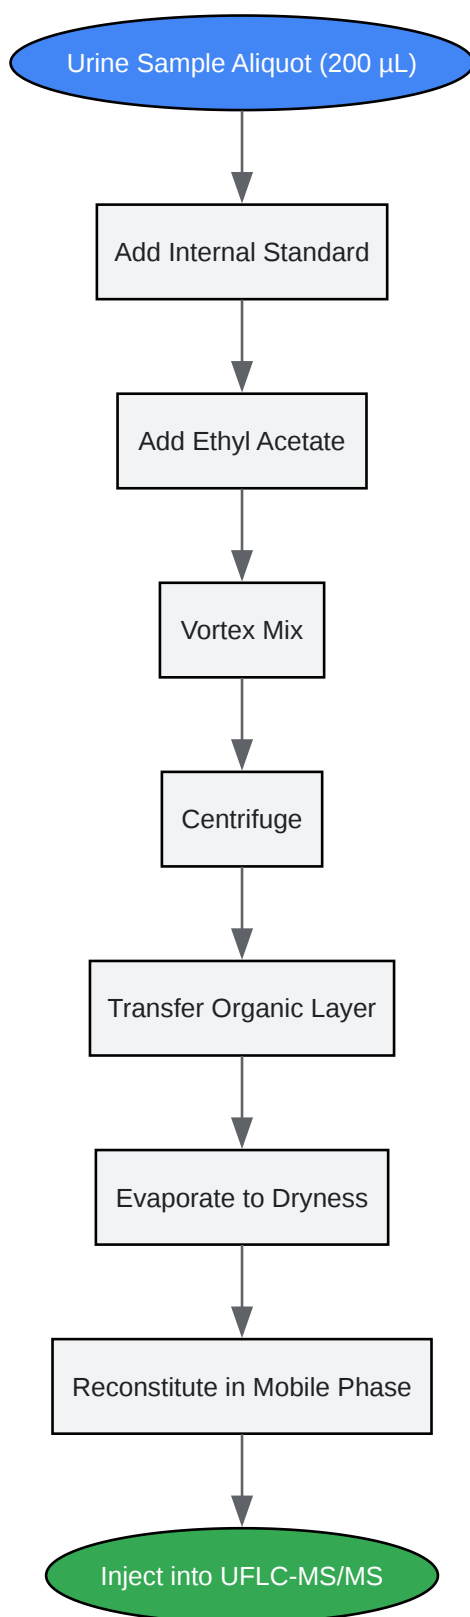 Urine Sample Aliquot (200 µL)
Add Internal Standard
Add Ethyl Acetate
Vortex Mix
Centrifuge
Transfer Organic Layer
Evaporate to Dryness
Reconstitute in Mobile Phase
Inject into UFLC-MS/MS